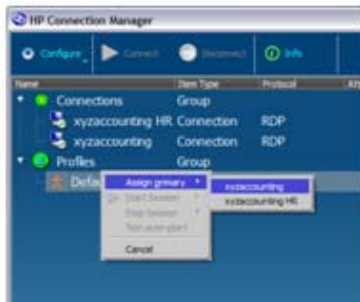 HP Connection Manager
Configure Connect Disconnect Info
Name Item Type Protocol
Connections Group
xyzaccounting HR Connection RDP
xyzaccounting Connection RDP
Profiles Group
Defa
Assign primary
xyzaccounting
xyzaccounting HR
Start Session
Stop Session
Test auto-start
Cancel